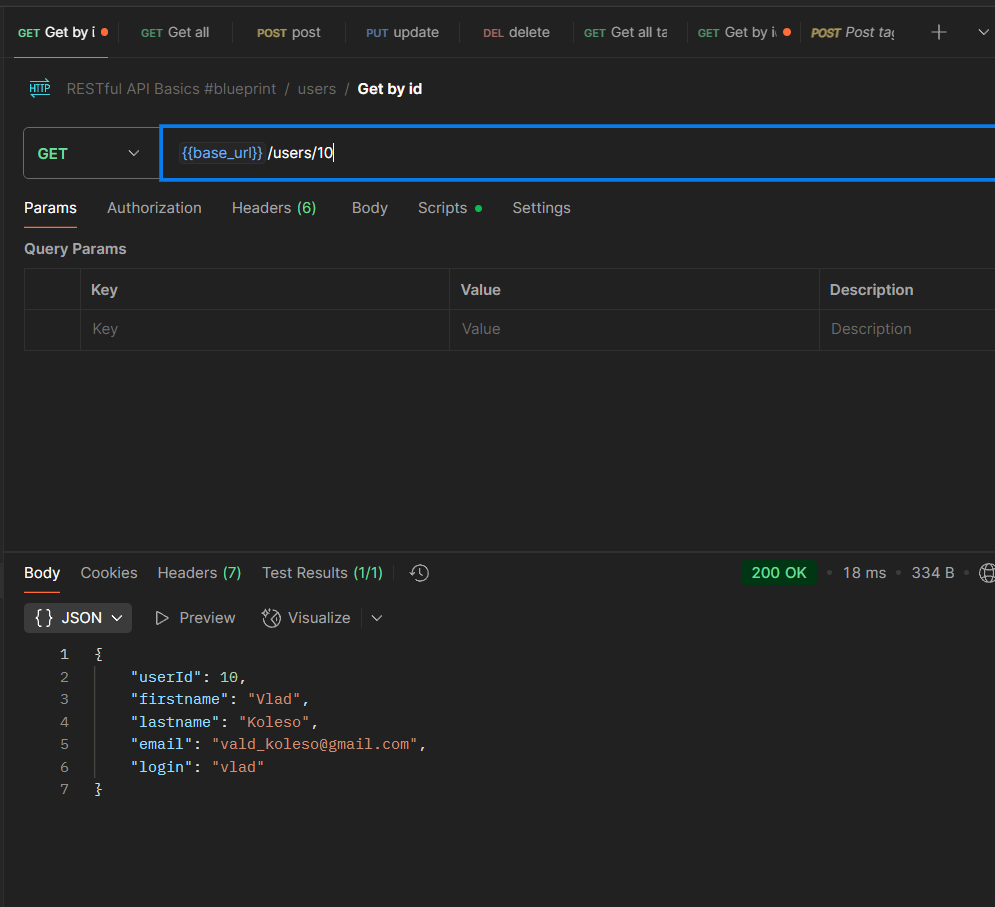 GET Get by i GET Get all POST post PUT update DEL delete GET Get all ta GET Get by i POST Post tag
HTTP RESTful API Basics #blueprint / users / Get by id
GET {{base_url}} /users/10
Params Authorization Headers (6) Body Scripts Settings
Query Params
Key Value Description
Key Value Description
Body Cookies Headers (7) Test Results (1/1) 200 OK • 18 ms • 334 B •
{} JSON Preview Visualize
1 {
2 "userId": 10,
3 "firstname": "Vlad",
4 "lastname": "Koleso",
5 "email": "vald_koleso@gmail.com",
6 "login": "vlad"
7 }